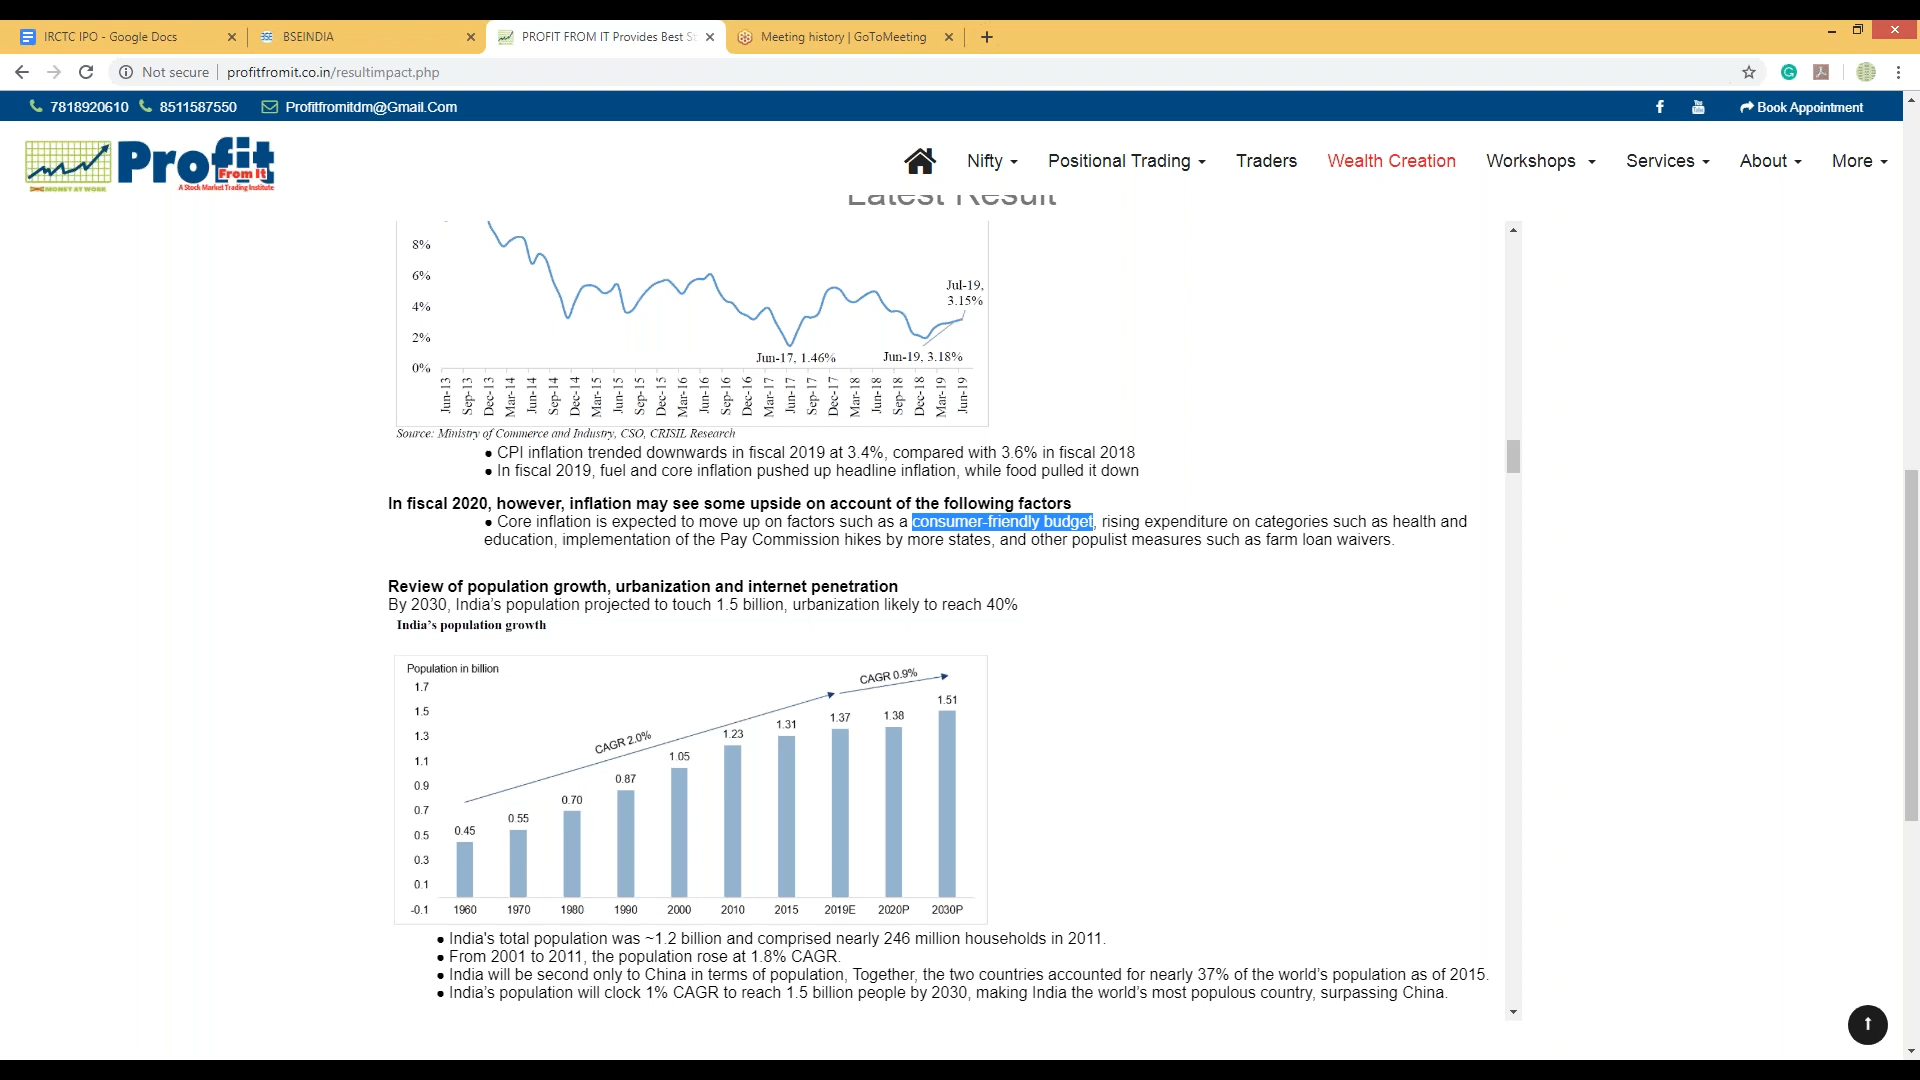 IRCTC IPO - Google Docs
BSEINDIA
PROFIT FROM IT Provides Best S
Meeting history | GoToMeeting
Not secure
profitfromit.co.in/resultimpact.php
7818920610
8511587550
Profitfromitdm@Gmail.Com
Book Appointment
Profit
From It
MONEY AT WORK
A Stock Market Trading Institute
Nifty
Positional Trading
Traders
Wealth Creation
Workshops
Services
About
More
Latest Result
8%
6%
4%
2%
0%
Jul-19,
3.15%
Jun-17, 1.46%
Jun-19, 3.18%
Jun-13
Sep-13
Dec-13
Mar-14
Jun-14
Sep-14
Dec-14
Mar-15
Jun-15
Sep-15
Dec-15
Mar-16
Jun-16
Sep-16
Dec-16
Mar-17
Jun-17
Sep-17
Dec-17
Mar-18
Jun-18
Sep-18
Dec-18
Mar-19
Jun-19
Source: Ministry of Commerce and Industry, CSO, CRISIL Research
● CPI inflation trended downwards in fiscal 2019 at 3.4%, compared with 3.6% in fiscal 2018
● In fiscal 2019, fuel and core inflation pushed up headline inflation, while food pulled it down
In fiscal 2020, however, inflation may see some upside on account of the following factors
● Core inflation is expected to move up on factors such as a consumer-friendly budget, rising expenditure on categories such as health and
education, implementation of the Pay Commission hikes by more states, and other populist measures such as farm loan waivers.
Review of population growth, urbanization and internet penetration
By 2030, India's population projected to touch 1.5 billion, urbanization likely to reach 40%
India's population growth
Population in billion
1.7
1.5
1.3
1.1
0.9
0.7
0.5
0.3
0.1
-0.1
CAGR 2.0%
CAGR 0.9%
0.45
0.55
0.70
0.87
1.05
1.23
1.31
1.37
1.38
1.51
1960
1970
1980
1990
2000
2010
2015
2019E
2020P
2030P
● India's total population was ~1.2 billion and comprised nearly 246 million households in 2011.
● From 2001 to 2011, the population rose at 1.8% CAGR.
● India will be second only to China in terms of population, Together, the two countries accounted for nearly 37% of the world's population as of 2015.
● India's population will clock 1% CAGR to reach 1.5 billion people by 2030, making India the world's most populous country, surpassing China.